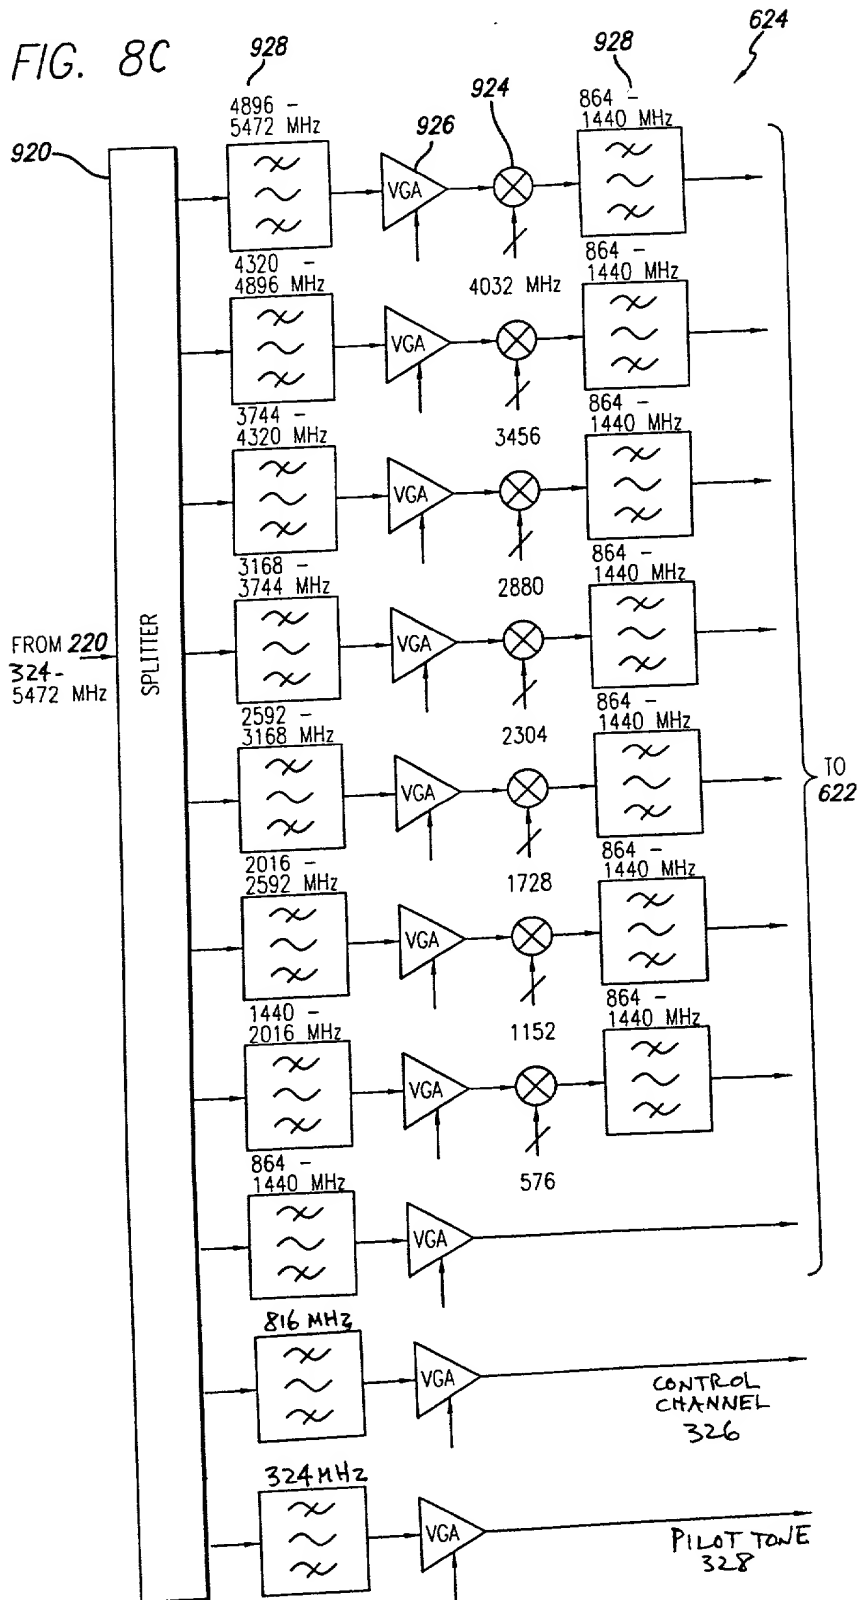 FIG. 8C
624
928
928
924
926
920
4896 -
5472 MHz
VGA
864 -
1440 MHz
4032 MHz
4320 -
4896 MHz
VGA
864 -
1440 MHz
3456
3744 -
4320 MHz
VGA
864 -
1440 MHz
2880
3168 -
3744 MHz
VGA
864 -
1440 MHz
2304
FROM 220
324-
5472 MHz
SPLITTER
2592 -
3168 MHz
VGA
864 -
1440 MHz
1728
TO
622
2016 -
2592 MHz
VGA
864 -
1440 MHz
1152
1440 -
2016 MHz
VGA
864 -
1440 MHz
576
864 -
1440 MHz
VGA
816 MHz
VGA
CONTROL
CHANNEL
326
324 MHz
VGA
PILOT TONE
328